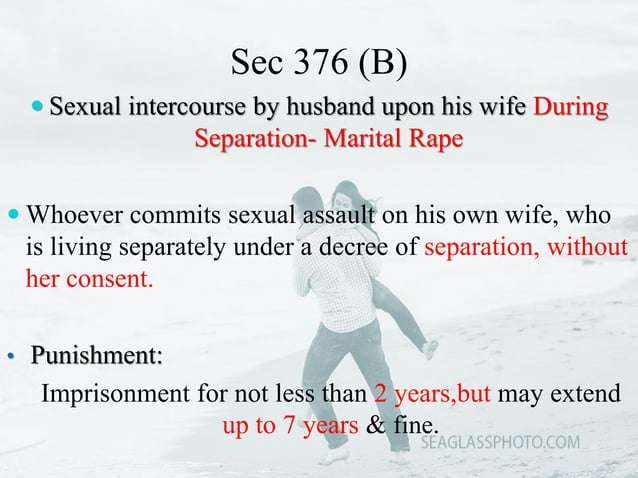 Sec 376 (B)
Sexual intercourse by husband upon his wife During
Separation- Marital Rape
Whoever commits sexual assault on his own wife, who
is living separately under a decree of separation, without
her consent.
Punishment:
Imprisonment for not less than 2 years,but may extend
up to 7 years & fine.
SEAGLASSPHOTO.COM